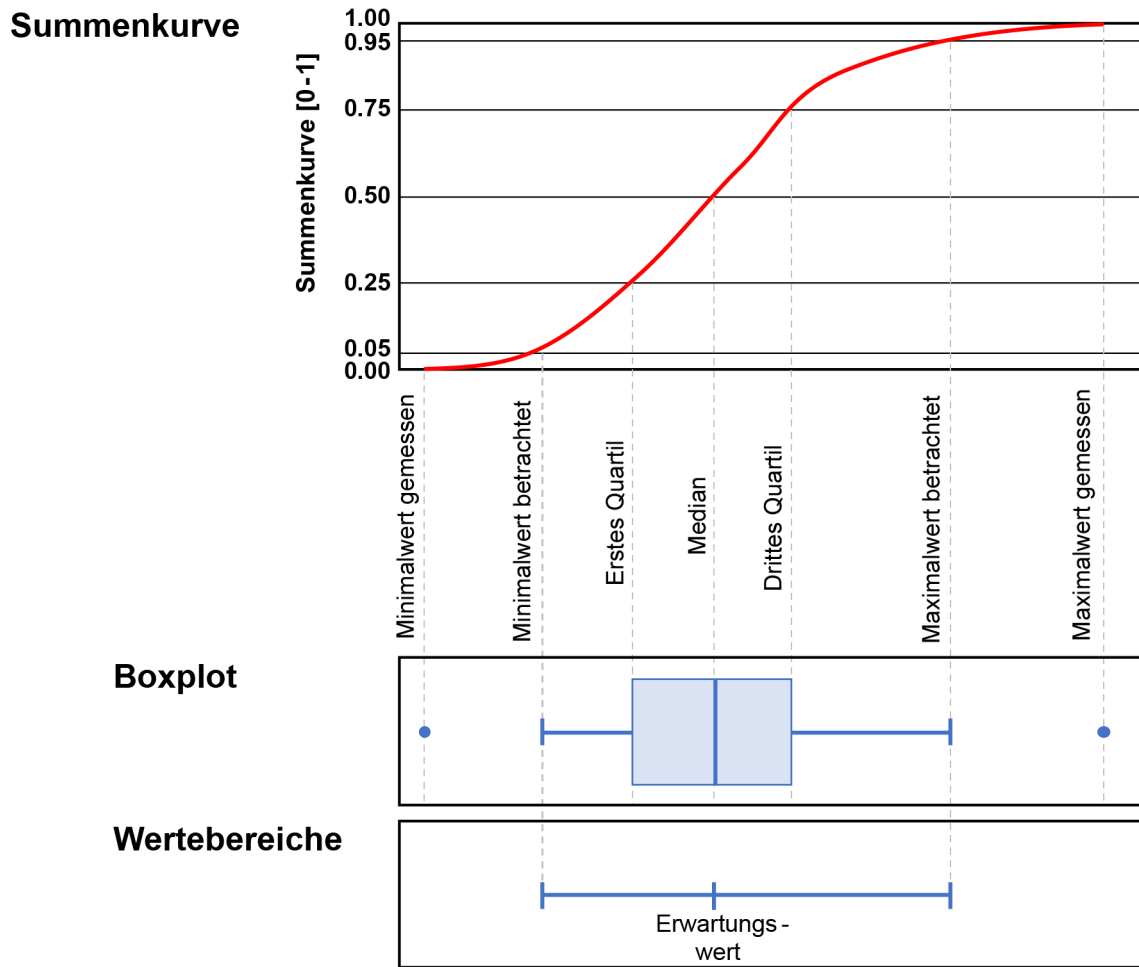 Summenkurve
Summenkurve [0-1]
1.00
0.95
0.75
0.50
0.25
0.05
0.00
Minimalwert gemessen
Minimalwert betrachtet
Erstes Quartil
Median
Drittes Quartil
Maximalwert betrachtet
Maximalwert gemessen
Boxplot
Wertebereiche
Erwartungs-
wert